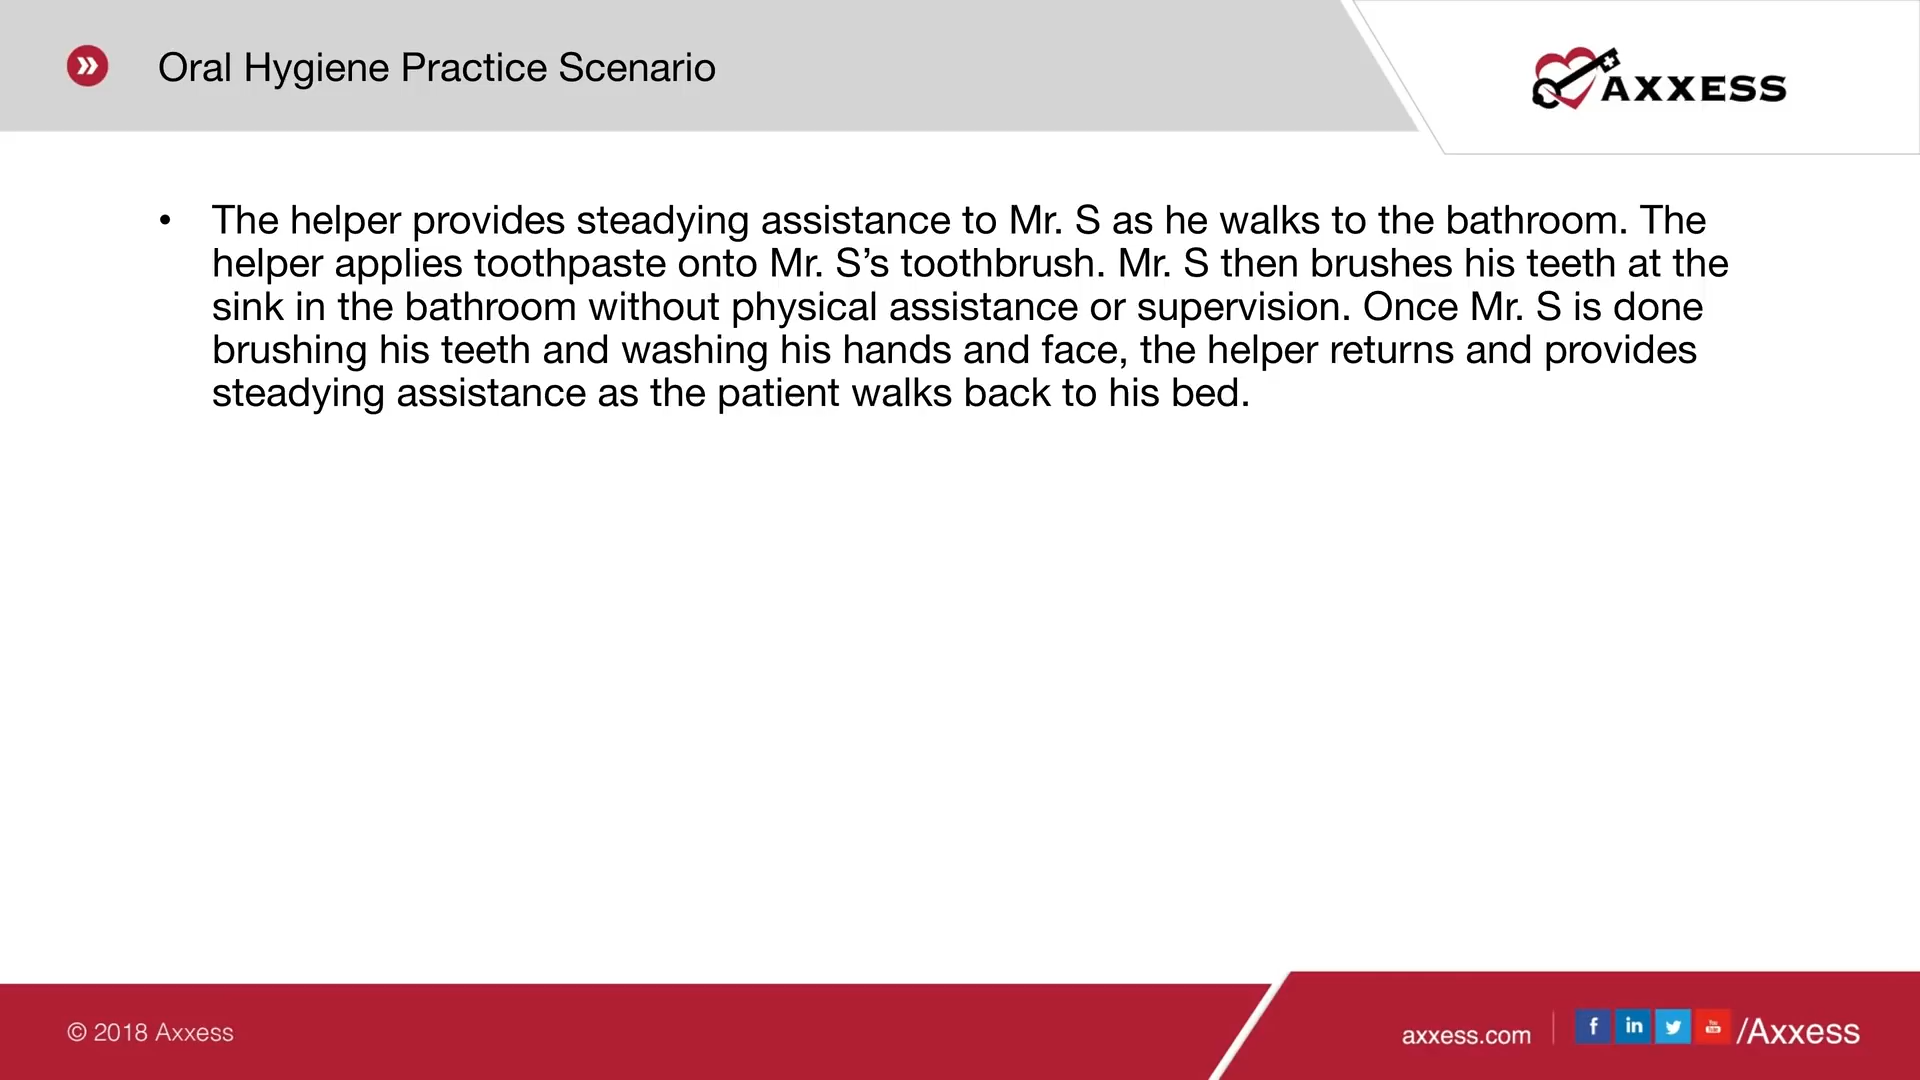 Oral Hygiene Practice Scenario
AXXESS
• The helper provides steadying assistance to Mr. S as he walks to the bathroom. The
helper applies toothpaste onto Mr. S’s toothbrush. Mr. S then brushes his teeth at the
sink in the bathroom without physical assistance or supervision. Once Mr. S is done
brushing his teeth and washing his hands and face, the helper returns and provides
steadying assistance as the patient walks back to his bed.
© 2018 Axxess
axxess.com
f in You Tube /Axxess